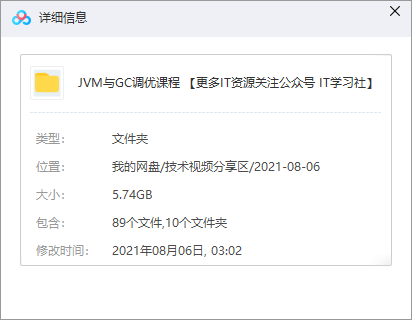 详细信息
JVM与GC调优课程 【更多IT资源关注公众号 IT学习社】
类型： 文件夹
位置： 我的网盘/技术视频分享区/2021-08-06
大小： 5.74GB
包含： 89个文件,10个文件夹
修改时间： 2021年08月06日, 03:02